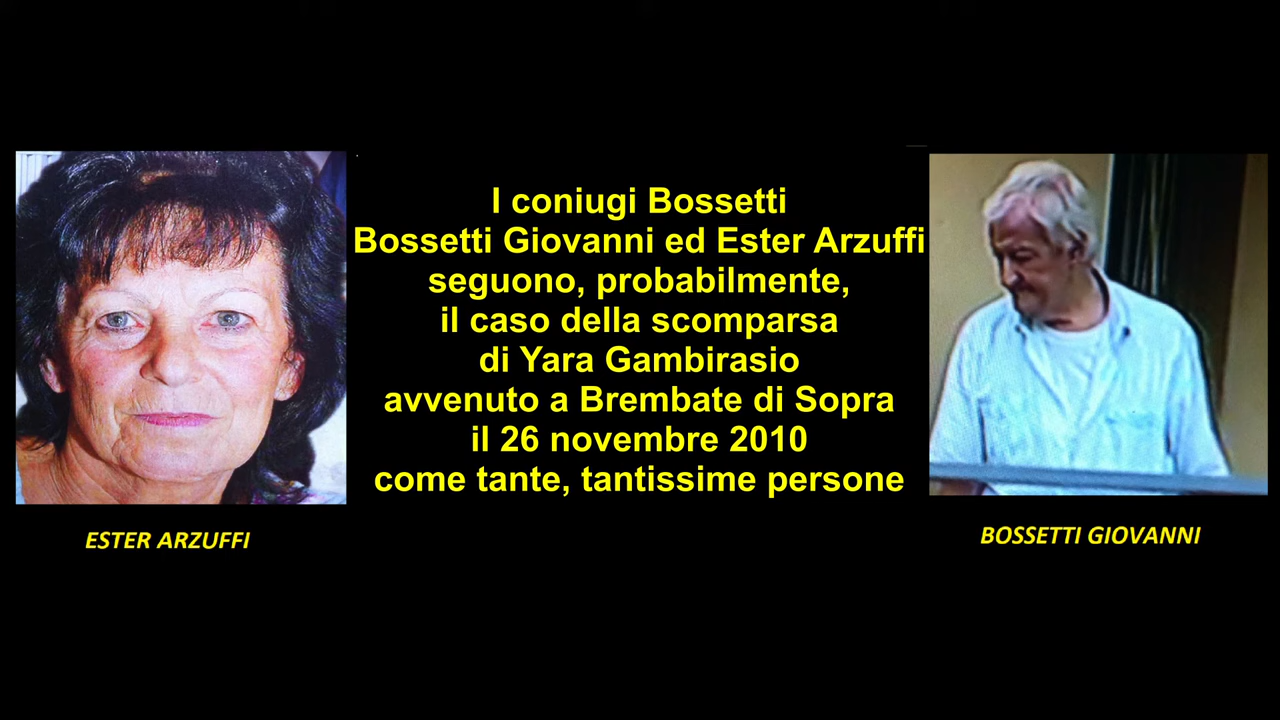 I coniugi Bossetti
Bossetti Giovanni ed Ester Arzuffi
seguono, probabilmente,
il caso della scomparsa
di Yara Gambirasio
avvenuto a Brembate di Sopra
il 26 novembre 2010
come tante, tantissime persone
ESTER ARZUFFI
BOSSETTI GIOVANNI